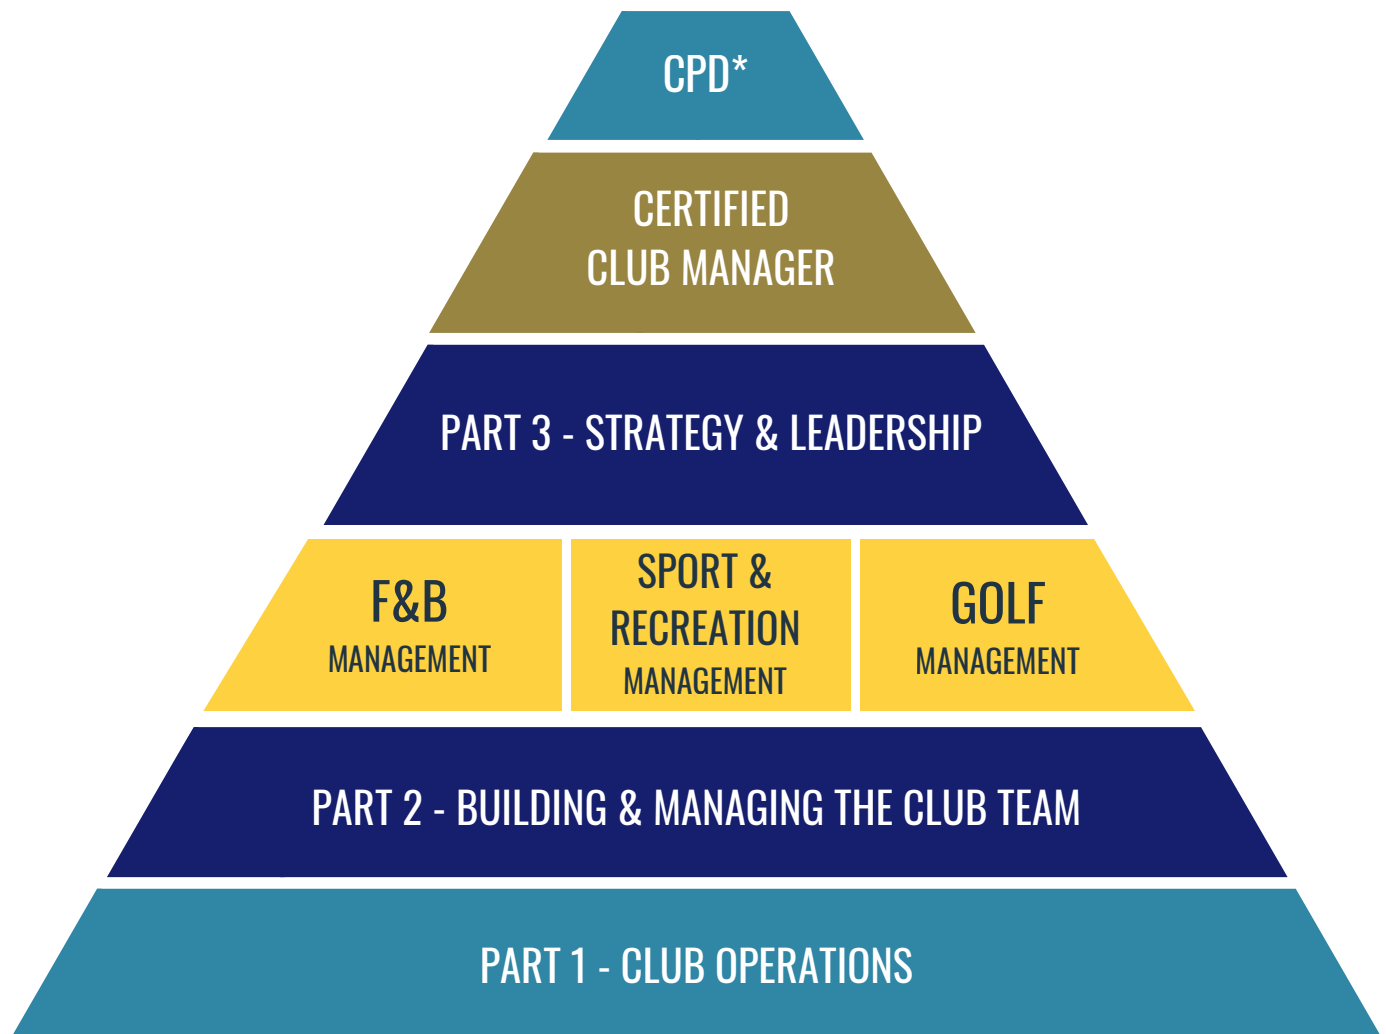 CPD*
CERTIFIED
CLUB MANAGER
PART 3 - STRATEGY & LEADERSHIP
F&B
MANAGEMENT
SPORT &
RECREATION
MANAGEMENT
GOLF
MANAGEMENT
PART 2 - BUILDING & MANAGING THE CLUB TEAM
PART 1 - CLUB OPERATIONS